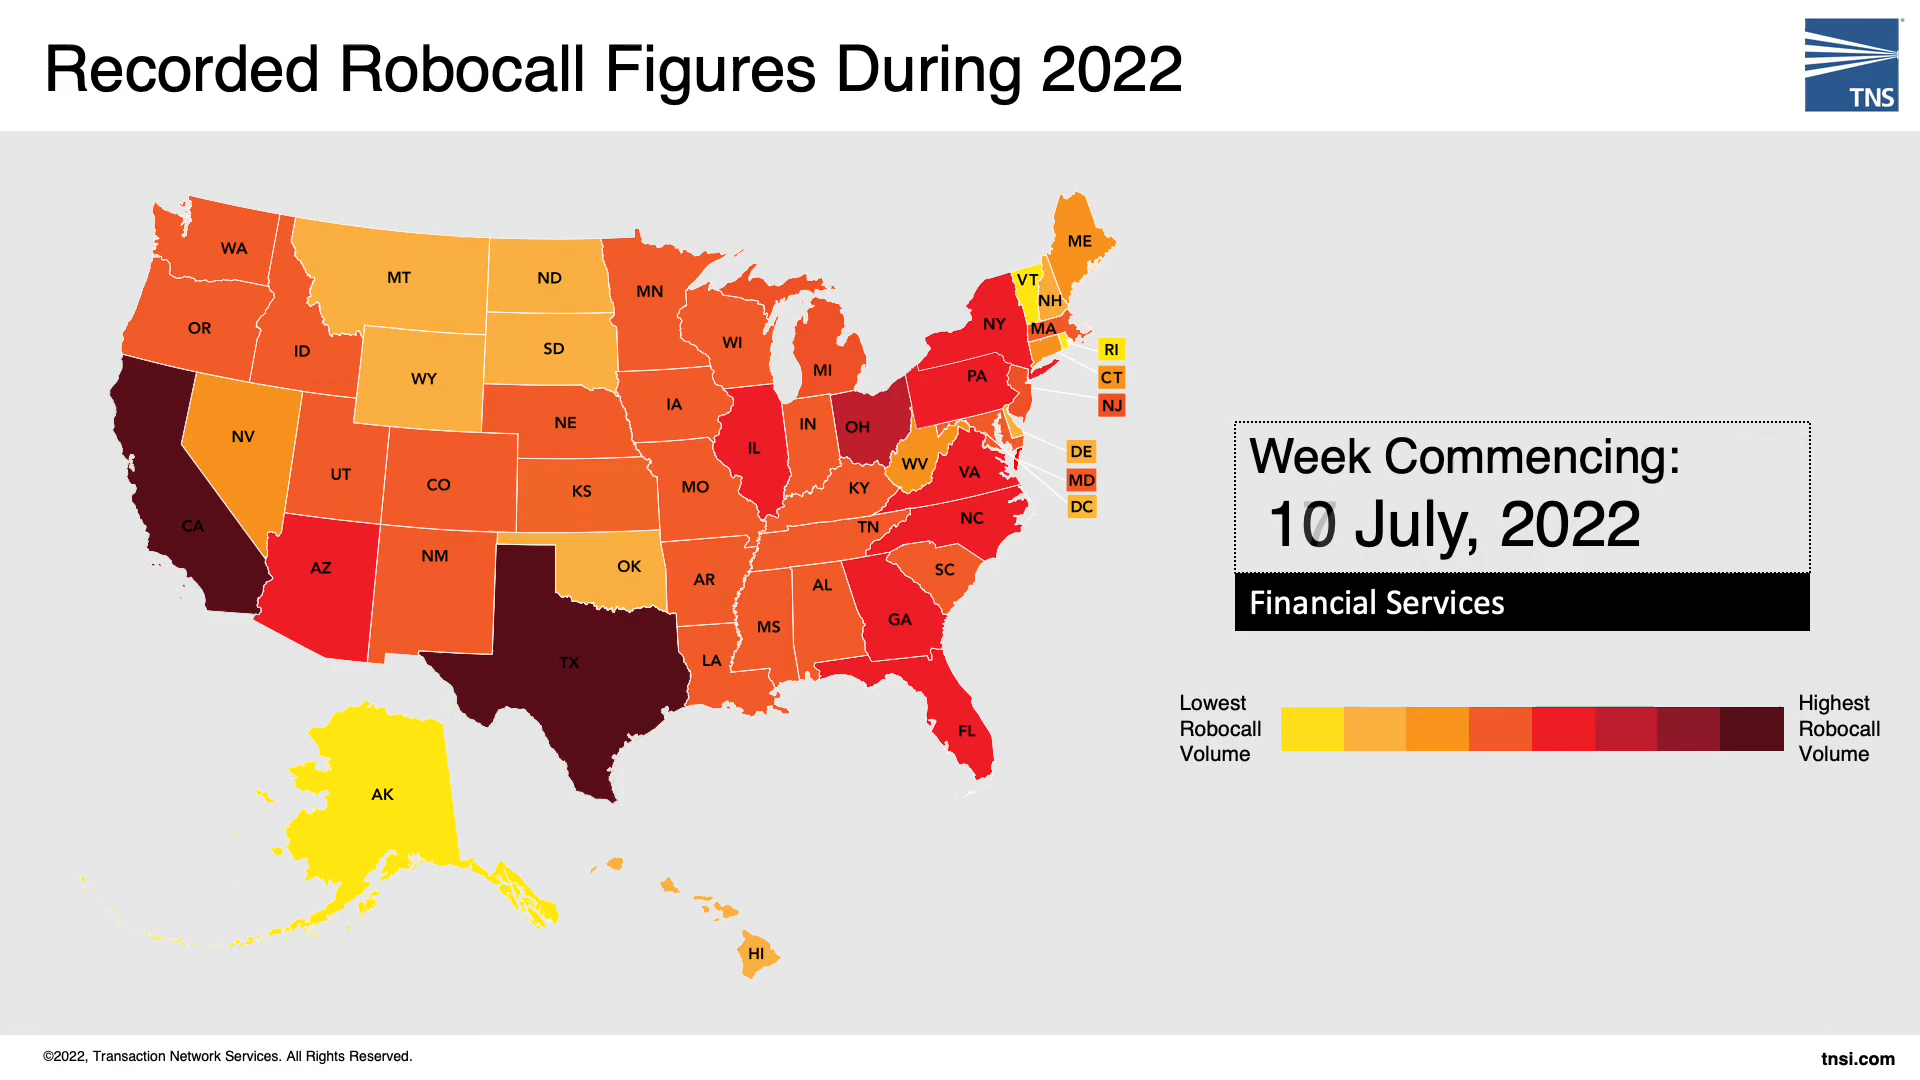 Recorded Robocall Figures During 2022
TNS
WA
MT
ND
MN
ME
VT
NH
OR
ID
WY
SD
WI
MI
NY
MA
RI
CT
NJ
PA
NV
UT
CO
NE
IA
IL
IN
OH
WV
VA
DE
MD
DC
CA
KS
MO
KY
TN
NC
AZ
NM
OK
AR
SC
MS
AL
GA
TX
LA
FL
AK
HI
Week Commencing:
July, 2022
Financial Services
Lowest
Robocall
Volume
Highest
Robocall
Volume
©2022, Transaction Network Services. All Rights Reserved.
tnsi.com